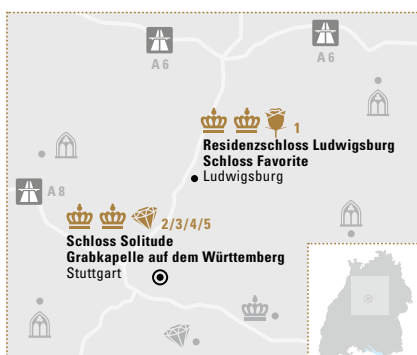 A 6
A 6
1
Residenzschloss Ludwigsburg
Schloss Favorite
Ludwigsburg
A 8
2/3/4/5
Schloss Solitude
Grabkapelle auf dem Württemberg
Stuttgart